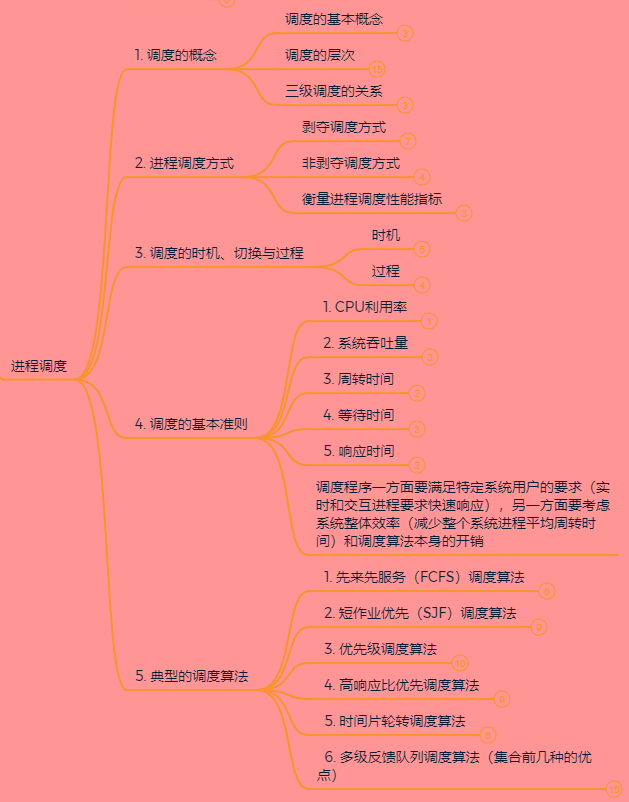 调度的基本概念
3
1. 调度的概念
调度的层次
15
三级调度的关系
3
剥夺调度方式
7
2. 进程调度方式
非剥夺调度方式
4
衡量进程调度性能指标
3
时机
5
3. 调度的时机、切换与过程
过程
4
1. CPU利用率
1
2. 系统吞吐量
3
进程调度
3. 周转时间
2
4. 调度的基本准则
4. 等待时间
3
5. 响应时间
3
调度程序一方面要满足特定系统用户的要求（实
时和交互进程要求快速响应），另一方面要考虑
系统整体效率（减少整个系统进程平均周转时
间）和调度算法本身的开销
1. 先来先服务（FCFS）调度算法
2. 短作业优先（SJF）调度算法
9
3. 优先级调度算法
10
5. 典型的调度算法
4. 高响应比优先调度算法
5. 时间片轮转调度算法
6. 多级反馈队列调度算法（集合前几种的优
点）
15